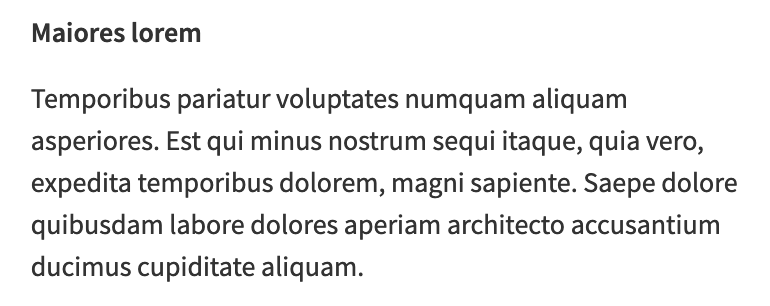 Maiores lorem
Temporibus pariatur voluptates numquam aliquam
asperiores. Est qui minus nostrum sequi itaque, quia vero,
expedita temporibus dolorem, magni sapiente. Saepe dolore
quibusdam labore dolores aperiam architecto accusantium
ducimus cupiditate aliquam.